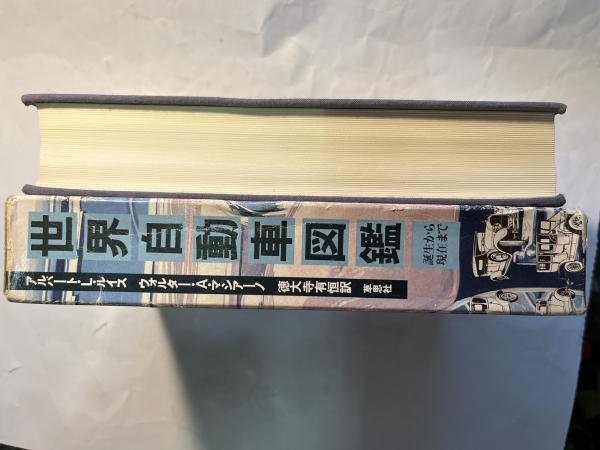 世界自動車図鑑
誕生から
現在まで
アルバート・L・ルイス ウォルター・A・マシアーノ 徳大寺有恒訳 草思社